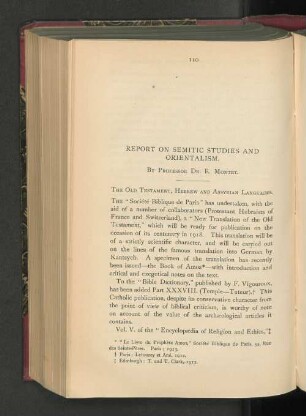 110
REPORT ON SEMITIC STUDIES AND
ORIENTALISM.
BY PROFESSOR DR. E. MONTET.
THE OLD TESTAMENT; HEBREW AND ARAMEAN LANGUAGES.
THE "Société Biblique de Paris" has undertaken, with the
aid of a number of collaborators (Protestant Hebraists of
France and Switzerland), a "New Translation of the Old
Testament," which will be ready for publication on the
occasion of its centenary in 1918. This translation will be
of a strictly scientific character, and will be carried out
on the lines of the famous translation into German by
Kautzsch. A specimen of the translation has recently
been issued—the Book of Amos*—with introduction and
critical and exegetical notes on the text.
To the "Bible Dictionary," published by F. Vigouroux,
has been added Part XXXVIII. (Temple—Tatouer).† This
Catholic publication, despite its conservative character from
the point of view of biblical criticism, is worthy of note
on account of the value of the archæological articles it
contains.
Vol. V. of the "Encyclopædia of Religion and Ethics,"‡
* "Le Livre du Prophète Amos," Société Biblique de Paris
des Saints-Pères. Paris: 1913.
† Paris: Letouzey et Ané, 1912.
‡ Edinburgh: T. and T. Clark, 1912.